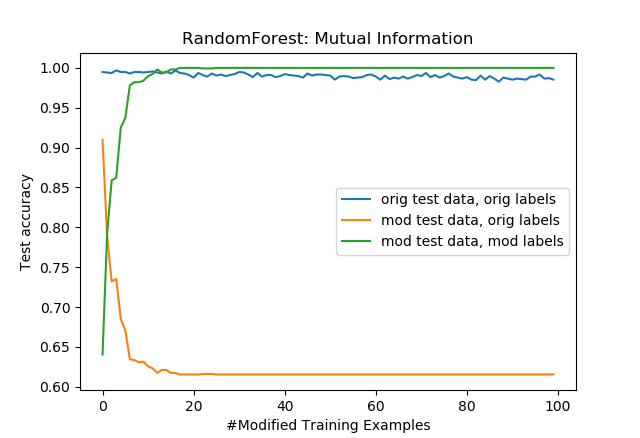 RandomForest: Mutual Information
1.00
0.95
0.90
0.85
0.80
0.75
0.70
0.65
0.60
Test accuracy
orig test data, orig labels
mod test data, orig labels
mod test data, mod labels
0 20 40 60 80 100
#Modified Training Examples